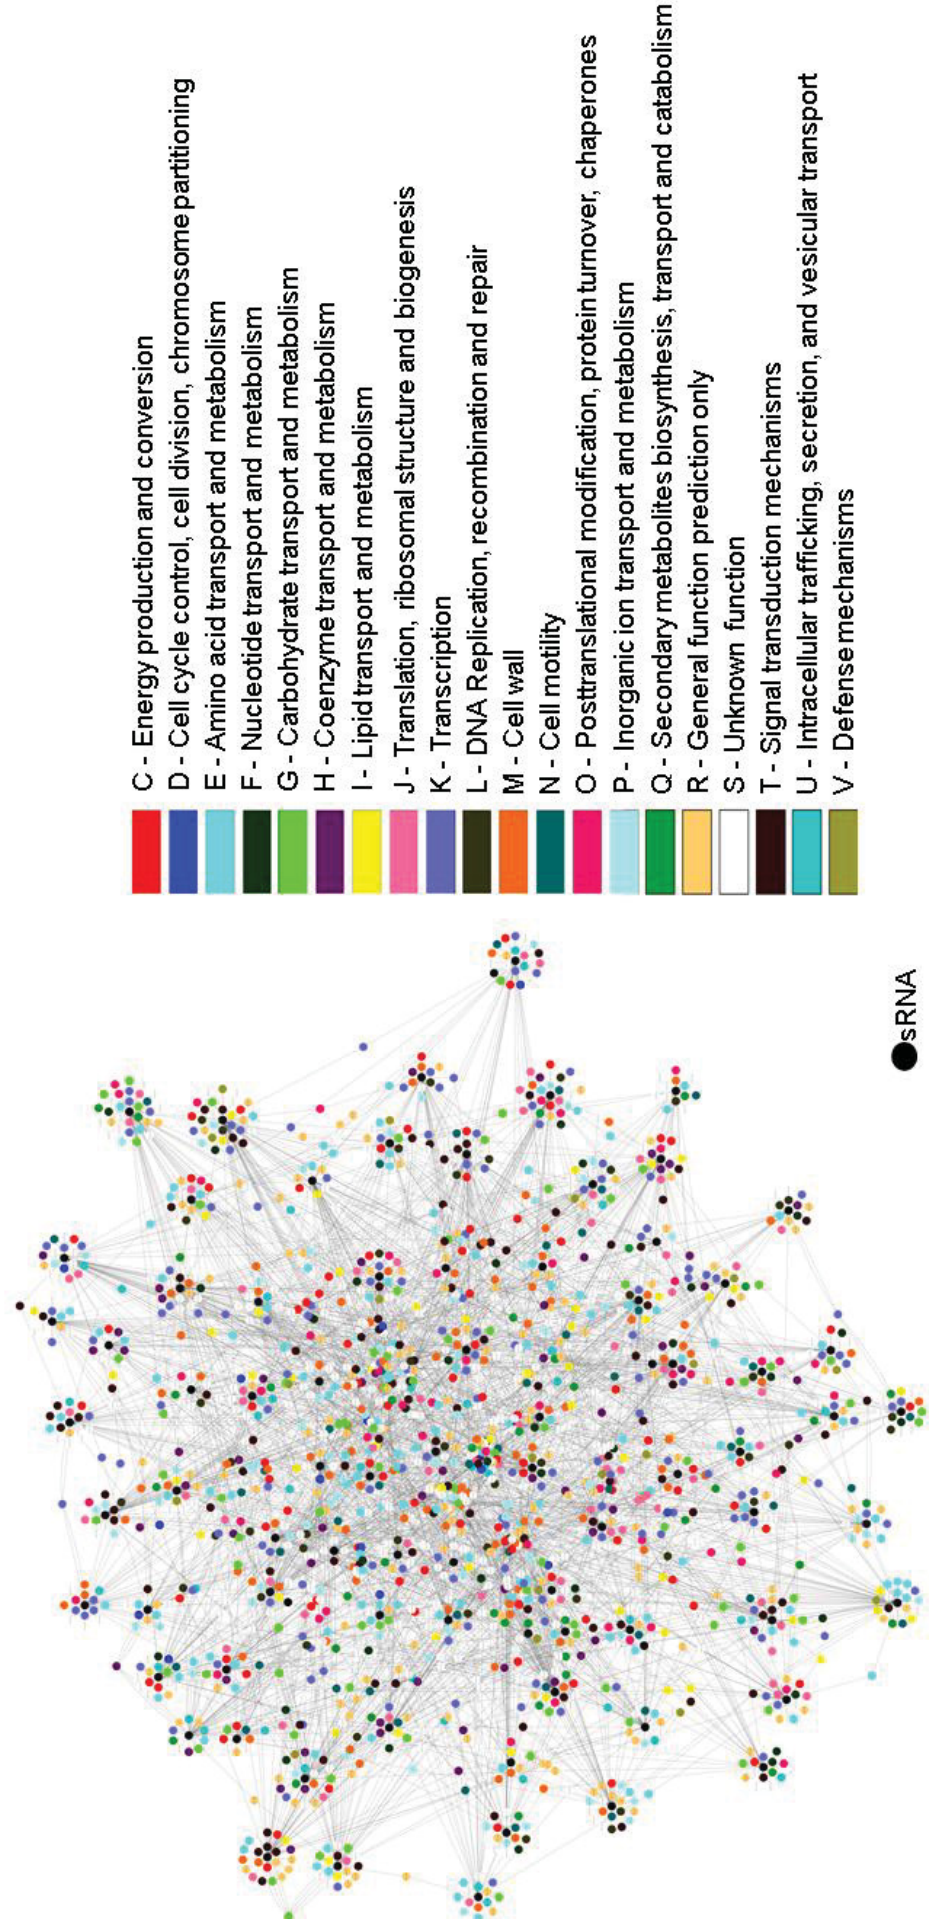 C - Energy production and conversion
D - Cell cycle control, cell division, chromosome partitioning
E - Amino acid transport and metabolism
F - Nucleotide transport and metabolism
G - Carbohydrate transport and metabolism
H - Coenzyme transport and metabolism
I - Lipid transport and metabolism
J - Translation, ribosomal structure and biogenesis
K - Transcription
L - DNA Replication, recombination and repair
M - Cell wall
N - Cell motility
O - Posttranslational modification, protein turnover, chaperones
P - Inorganic ion transport and metabolism
Q - Secondary metabolites biosynthesis, transport and catabolism
R - General function prediction only
S - Unknown function
T - Signal transduction mechanisms
U - Intracellular trafficking, secretion, and vesicular transport
V - Defense mechanisms
sRNA